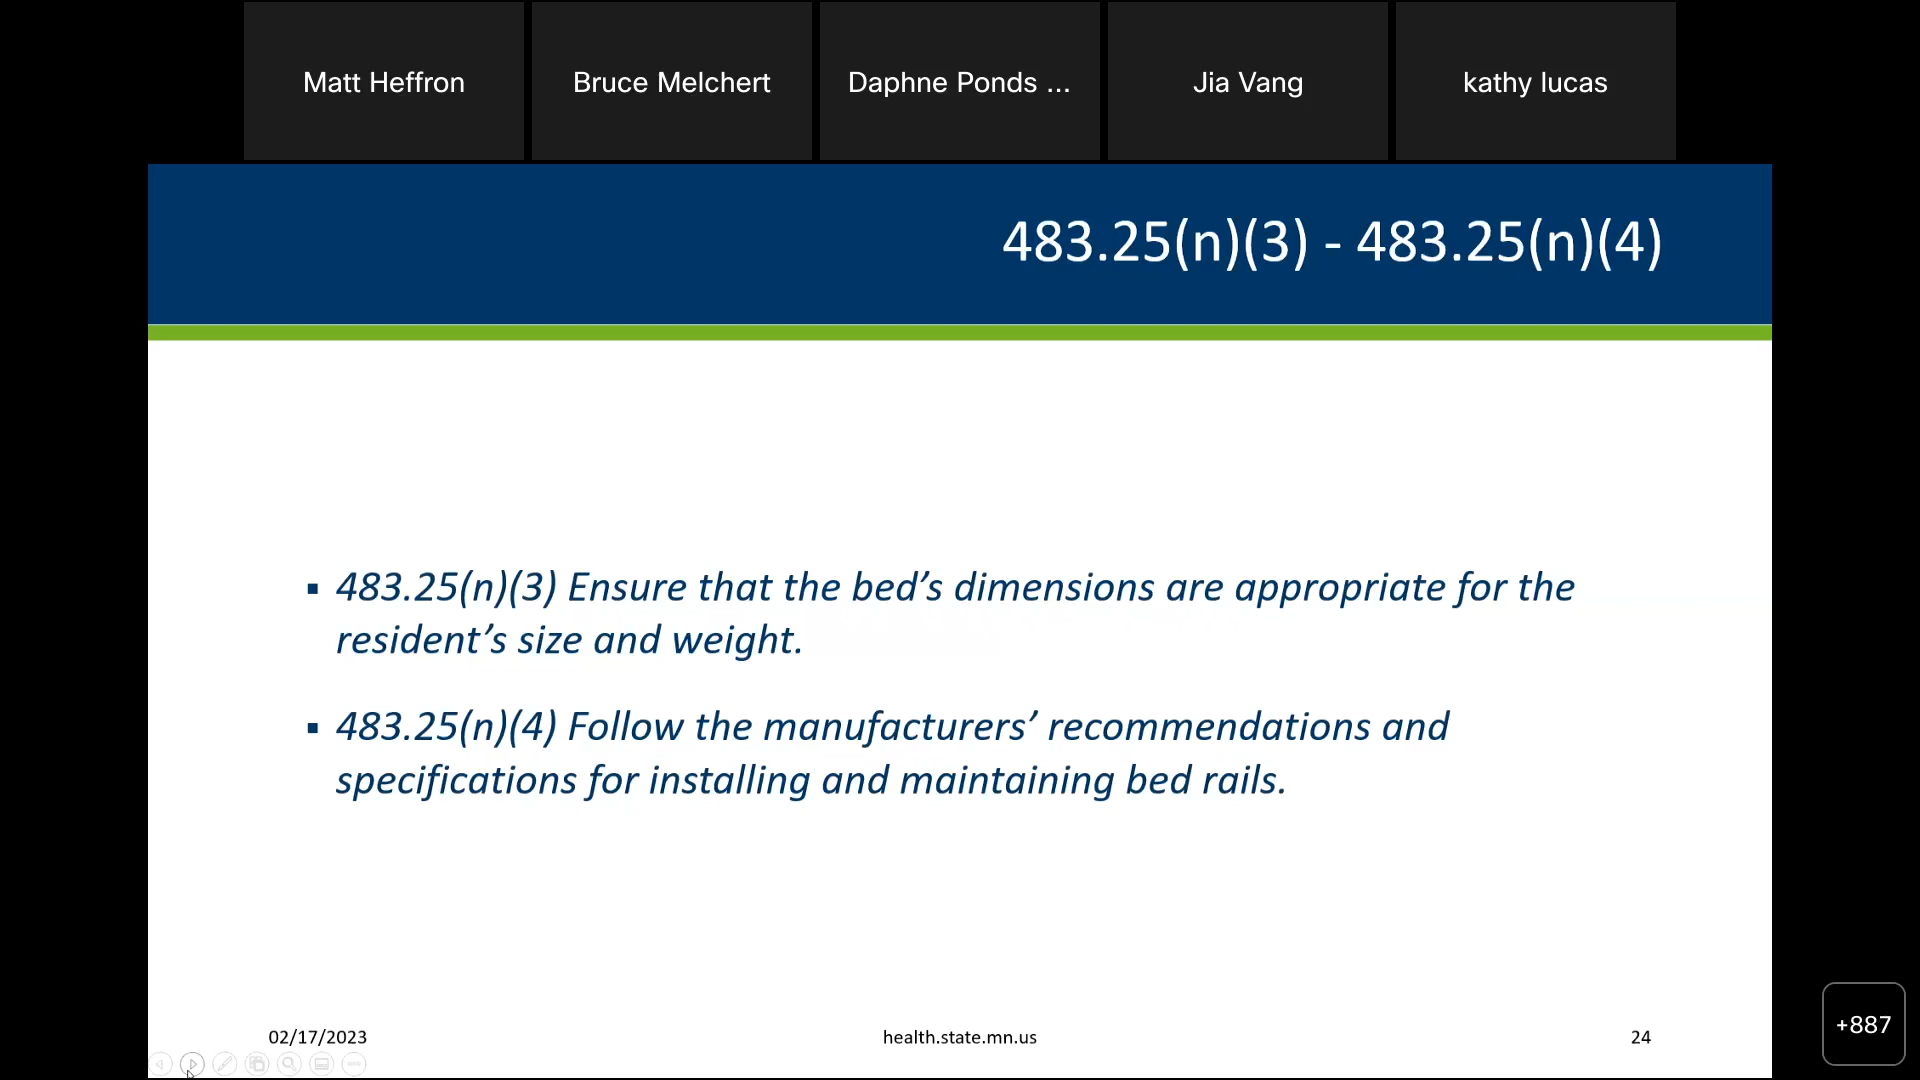 Matt Heffron
Bruce Melchert
Daphne Ponds ...
Jia Vang
kathy lucas
483.25(n)(3) - 483.25(n)(4)
▪ 483.25(n)(3) Ensure that the bed’s dimensions are appropriate for the
resident’s size and weight.
▪ 483.25(n)(4) Follow the manufacturers’ recommendations and
specifications for installing and maintaining bed rails.
02/17/2023
health.state.mn.us
24
+887